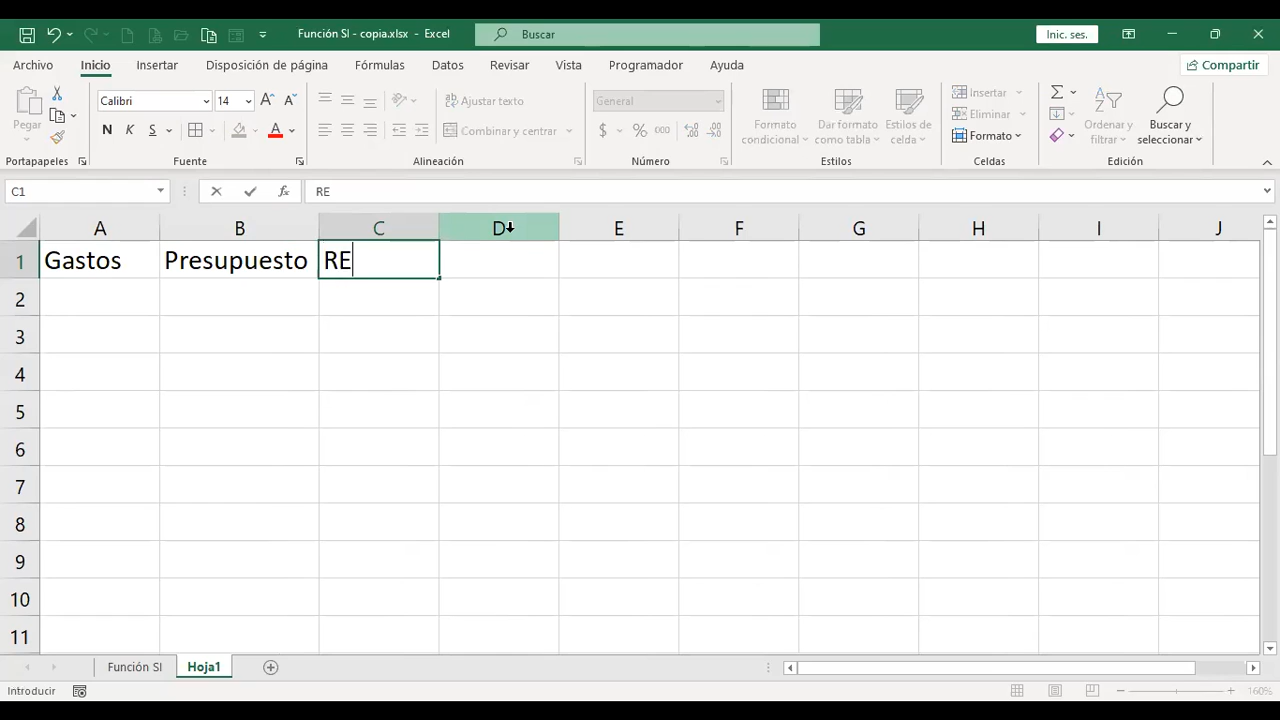 Función SI - copia.xlsx - Excel
Buscar
Inic. ses.
Archivo
Inicio
Insertar
Disposición de página
Fórmulas
Datos
Revisar
Vista
Programador
Ayuda
Compartir
Pegar
Portapapeles
Calibri
14
N K S
A
Fuente
Ajustar texto
Combinar y centrar
Alineación
General
$ % 000
Número
Formato condicional
Dar formato como tabla
Estilos de celda
Estilos
Insertar
Eliminar
Formato
Celdas
Ordenar y filtrar
Buscar y seleccionar
Edición
C1
fx
RE
A B C D E F G H I J
1 Gastos Presupuesto RE
2
3
4
5
6
7
8
9
10
11
Función SI
Hoja1
Introducir
160%